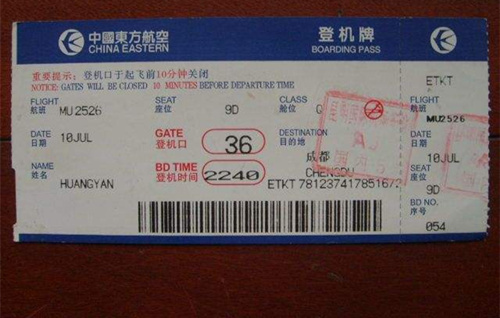 中國東方航空
CHINA EASTERN
登机牌
BOARDING PASS
重要提示：登机口于起飞前10分钟关闭
NOTICE: GATES WILL BE CLOSED 10 MINUTES BEFORE DEPARTURE TIME
ETKT
FLIGHT
航班 MU2526
SEAT
座位 9D
CLASS
舱位 Q
MU2526
DATE
日期 10JUL
GATE
登机口 36
DESTINATION
目的地
成都
CHENGDU
DATE
日期 10JUL
NAME
姓名
HUANGYAN
BD TIME
登机时间 2240
ETKT 7812374178516
SEAT
座位
9D
BD NO.
序号
054